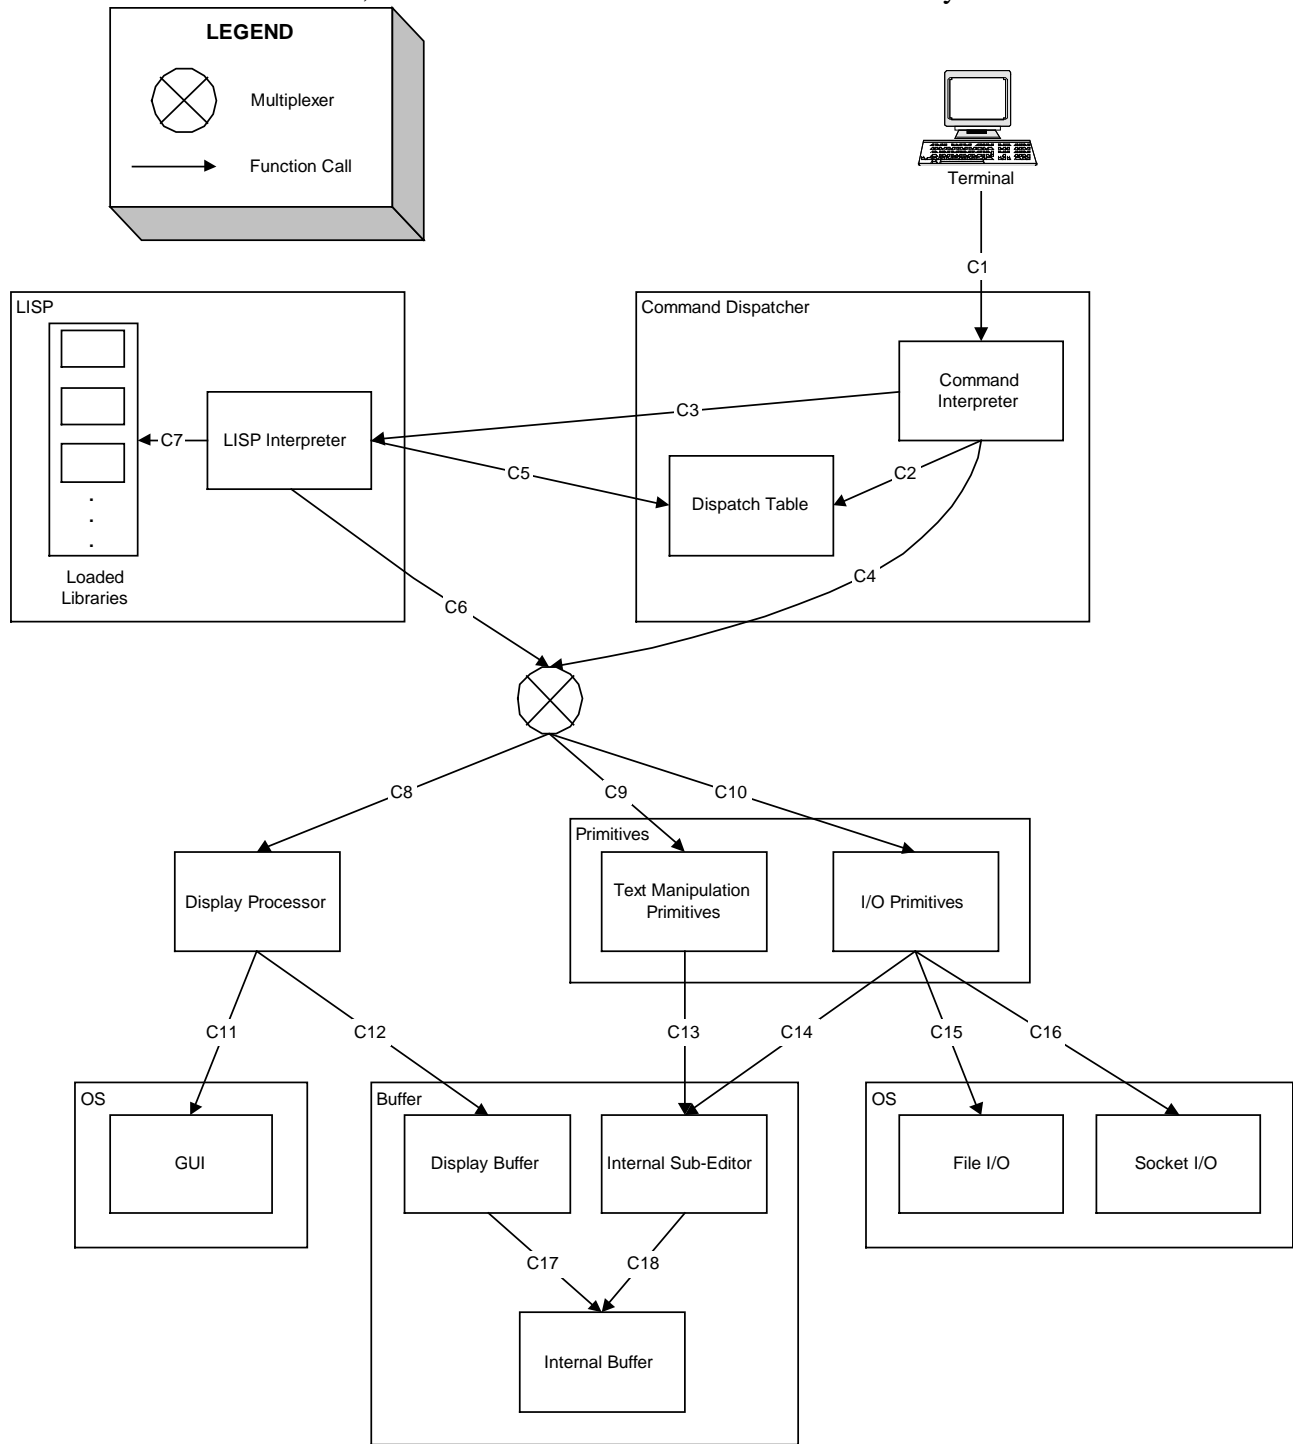 LEGEND
Multiplexer
Function Call
Terminal
C1
LISP
Command Dispatcher
Command
Interpreter
C3
LISP Interpreter
C7
C5
C2
Dispatch Table
.
.
.
Loaded
Libraries
C4
C6
C8
C9
C10
Primitives
Display Processor
Text Manipulation
Primitives
I/O Primitives
C11
C12
C13
C14
C15
C16
OS
GUI
Buffer
Display Buffer
Internal Sub-Editor
OS
File I/O
Socket I/O
C17
C18
Internal Buffer